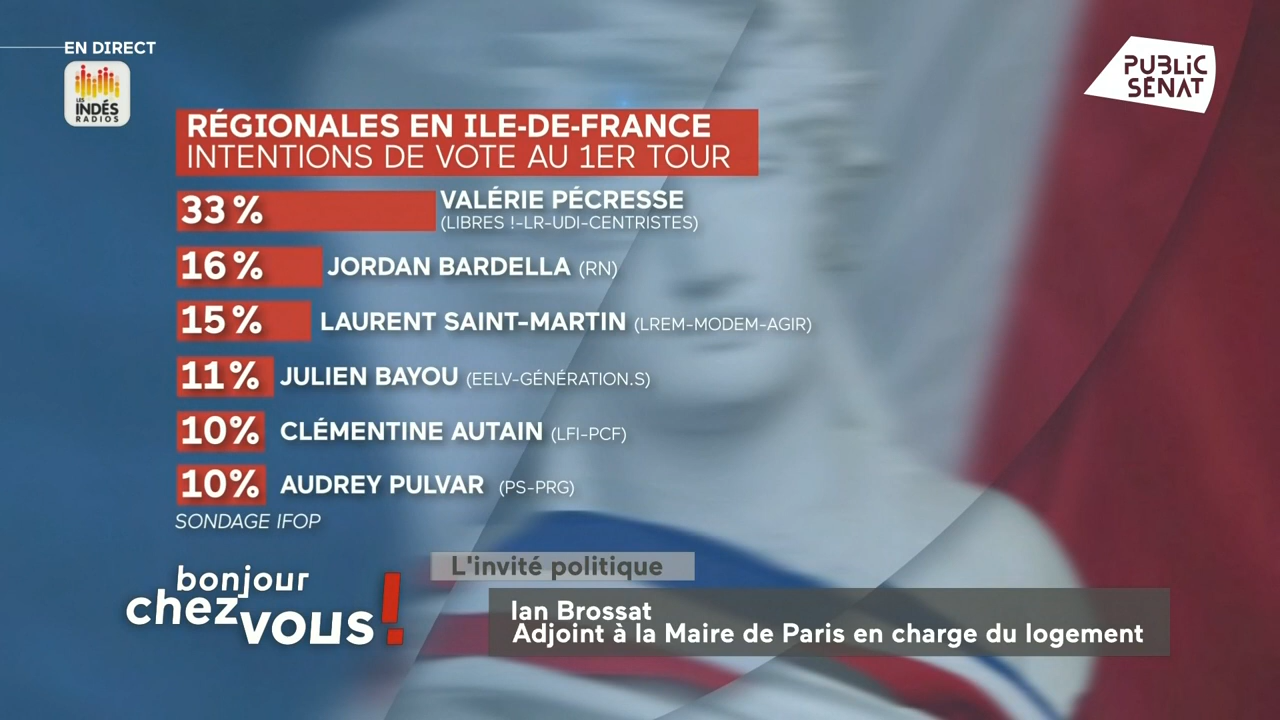 EN DIRECT
LES
INDÉS
RADIOS
PUBLIC
SÉNAT
RÉGIONALES EN ILE-DE-FRANCE
INTENTIONS DE VOTE AU 1ER TOUR
33 % VALÉRIE PÉCRESSE
(LIBRES !-LR-UDI-CENTRISTES)
16 % JORDAN BARDELLA (RN)
15 % LAURENT SAINT-MARTIN (LREM-MODEM-AGIR)
11 % JULIEN BAYOU (EELV-GÉNÉRATION.S)
10% CLÉMENTINE AUTAIN (LFI-PCF)
10% AUDREY PULVAR (PS-PRG)
SONDAGE IFOP
L'invité politique
bonjour
chez vous !
Ian Brossat
Adjoint à la Maire de Paris en charge du logement